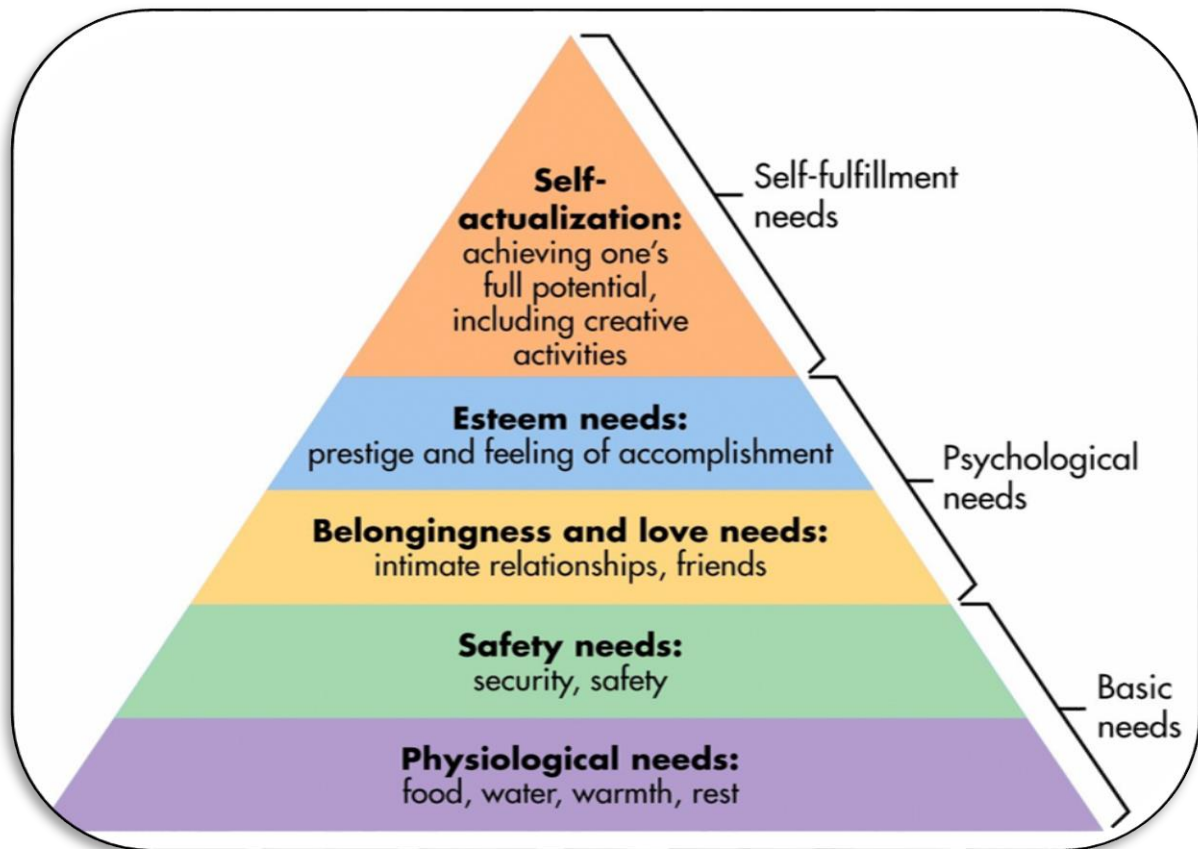 Self-
actualization:
achieving one's
full potential,
including creative
activities
Self-fulfillment
needs
Esteem needs:
prestige and feeling of accomplishment
Belongingness and love needs:
intimate relationships, friends
Psychological
needs
Safety needs:
security, safety
Physiological needs:
food, water, warmth, rest
Basic
needs